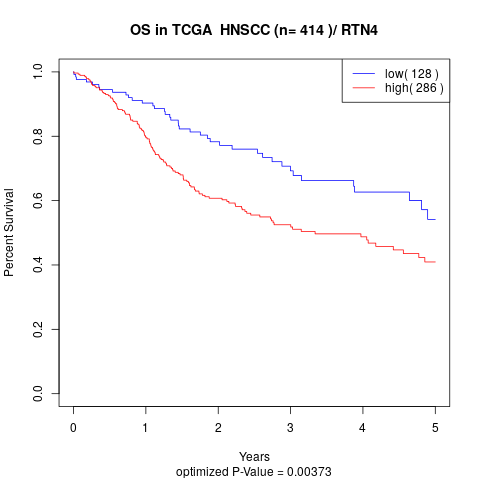 OS in TCGA  HNSCC (n= 414 )/ RTN4
low( 128 )
high( 286 )
Percent Survival
1.0
0.8
0.6
0.4
0.2
0.0
0 1 2 3 4 5
Years
optimized P-Value = 0.00373